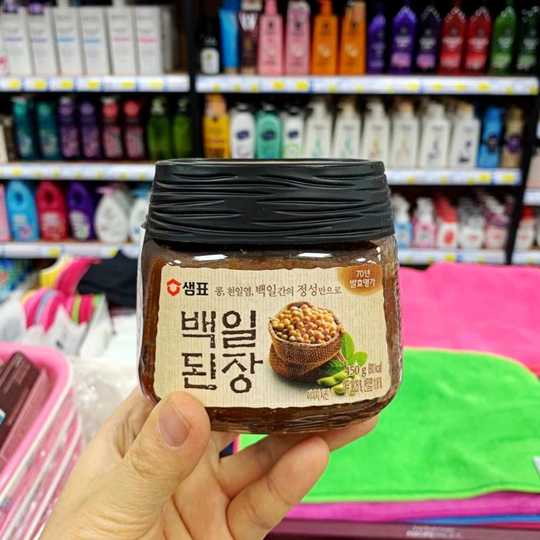 샘표
콩, 천일염, 백일간의 정성만으로
70년
발효명가
백일
된장
450 g